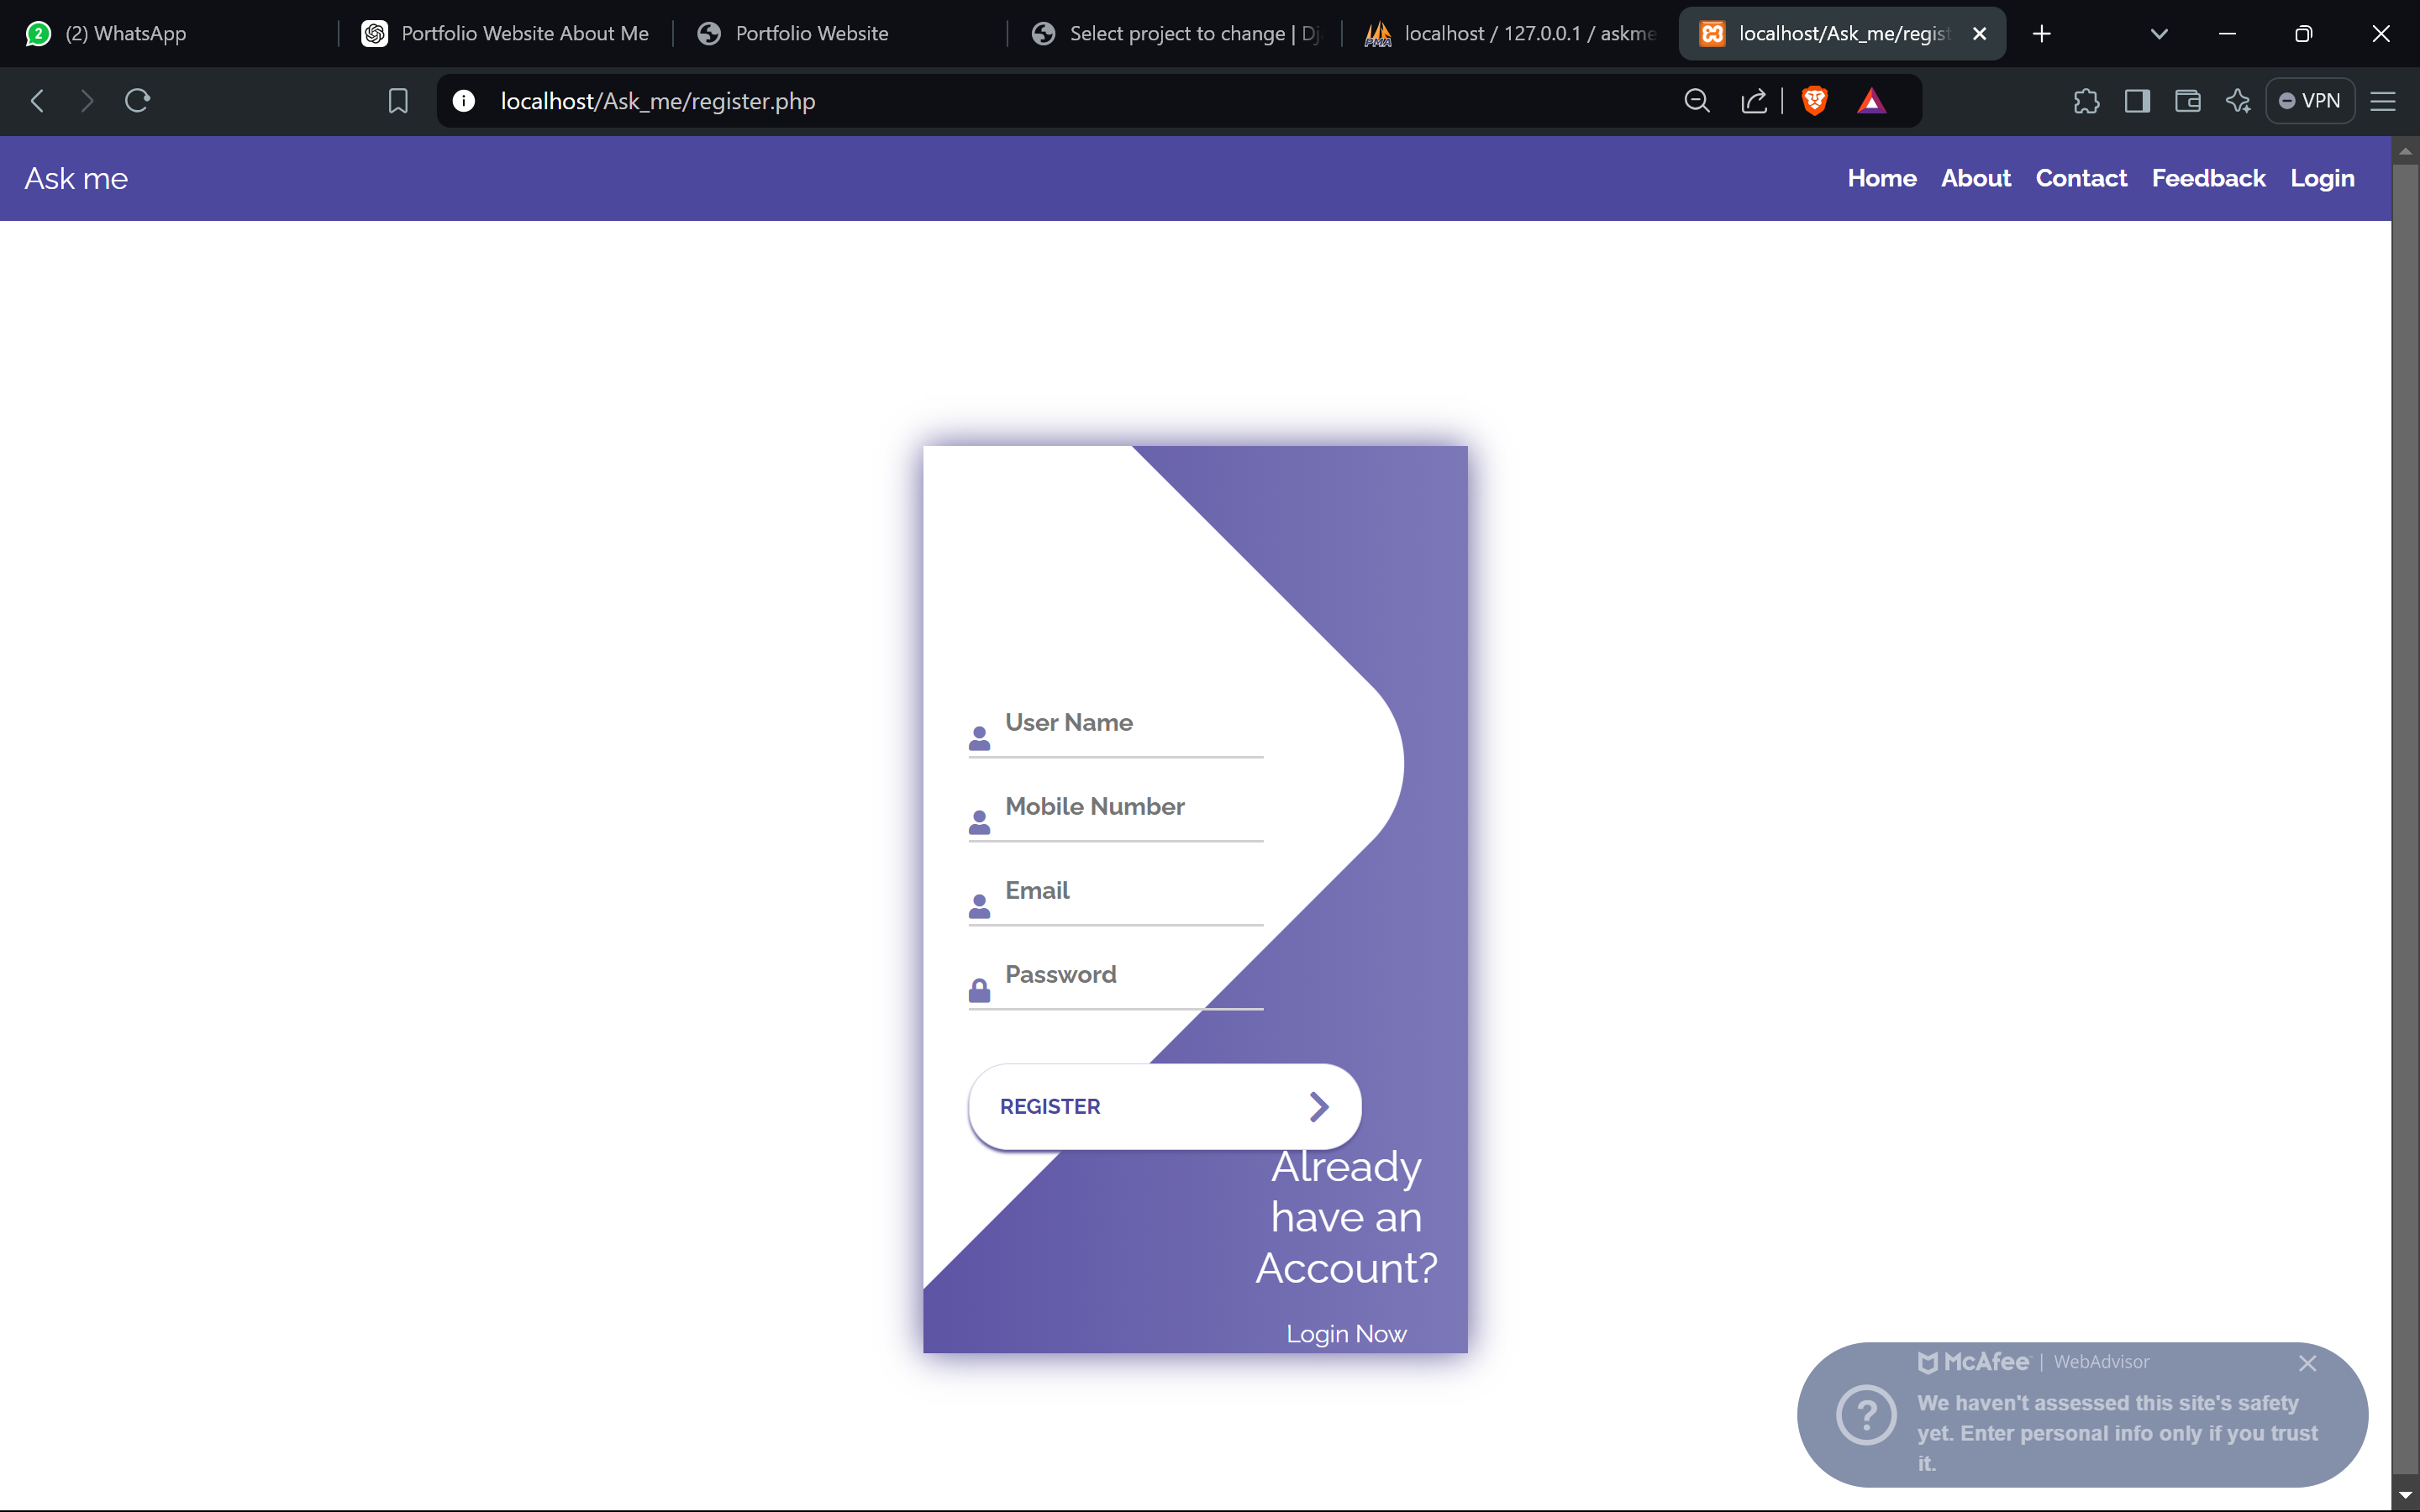 2 (2) WhatsApp
Portfolio Website About Me
Portfolio Website
Select project to change | Dj
PMA localhost / 127.0.0.1 / askme
localhost/Ask_me/regist
localhost/Ask_me/register.php
VPN
Ask me
Home About Contact Feedback Login
User Name
Mobile Number
Email
Password
REGISTER
Already
have an
Account?
Login Now
McAfee | WebAdvisor
We haven't assessed this site's safety
yet. Enter personal info only if you trust
it.